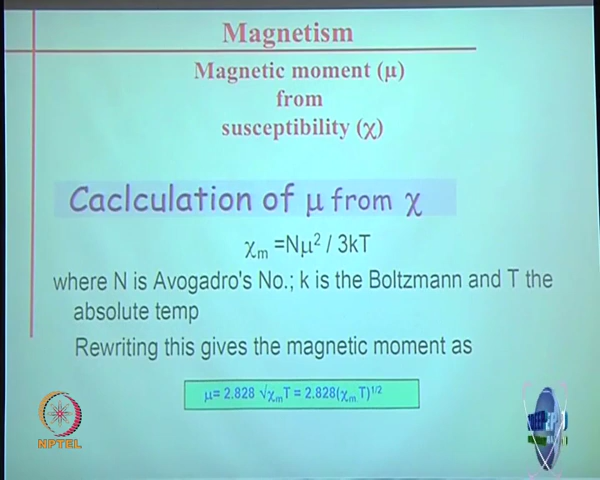 Magnetism
Magnetic moment (μ)
from
susceptibility (χ)
Caclculation of μ from χ
χₘ =Nμ² / 3kT
where N is Avogadro's No.; k is the Boltzmann and T the
absolute temp
Rewriting this gives the magnetic moment as
μ= 2.828 √χₘT = 2.828(χₘ T)¹/²
NPTEL